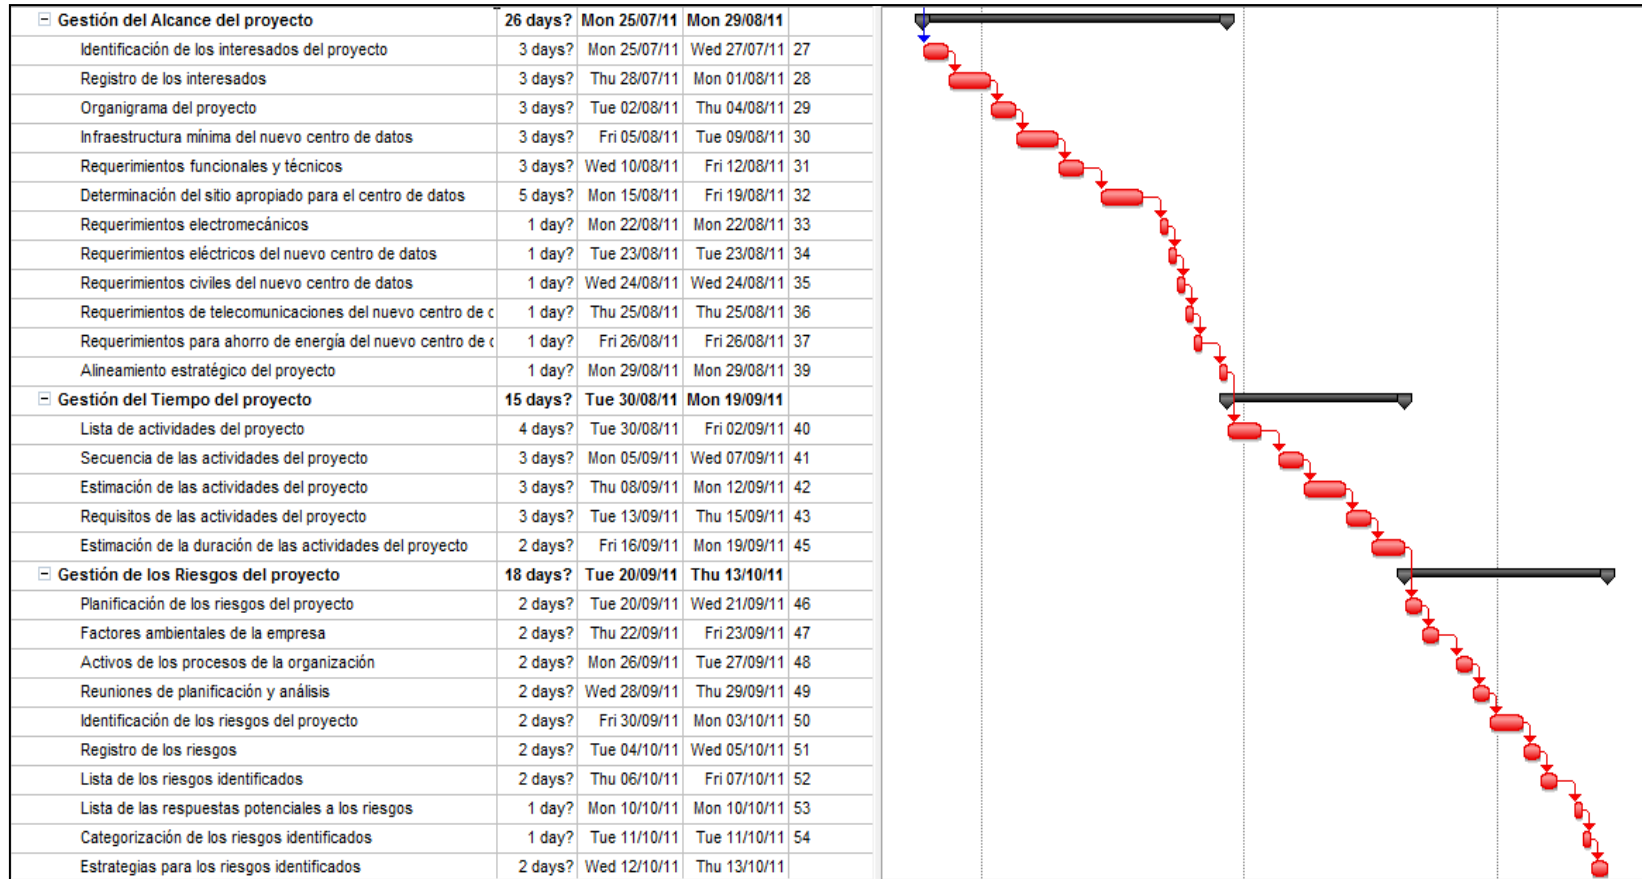 Gestión del Alcance del proyecto 26 days? Mon 25/07/11 Mon 29/08/11
Identificación de los interesados del proyecto 3 days? Mon 25/07/11 Wed 27/07/11 27
Registro de los interesados 3 days? Thu 28/07/11 Mon 01/08/11 28
Organigrama del proyecto 3 days? Tue 02/08/11 Thu 04/08/11 29
Infraestructura mínima del nuevo centro de datos 3 days? Fri 05/08/11 Tue 09/08/11 30
Requerimientos funcionales y técnicos 3 days? Wed 10/08/11 Fri 12/08/11 31
Determinación del sitio apropiado para el centro de datos 5 days? Mon 15/08/11 Fri 19/08/11 32
Requerimientos electromecánicos 1 day? Mon 22/08/11 Mon 22/08/11 33
Requerimientos eléctricos del nuevo centro de datos 1 day? Tue 23/08/11 Tue 23/08/11 34
Requerimientos civiles del nuevo centro de datos 1 day? Wed 24/08/11 Wed 24/08/11 35
Requerimientos de telecomunicaciones del nuevo centro de 1 day? Thu 25/08/11 Thu 25/08/11 36
Requerimientos para ahorro de energía del nuevo centro de 1 day? Fri 26/08/11 Fri 26/08/11 37
Alineamiento estratégico del proyecto 1 day? Mon 29/08/11 Mon 29/08/11 39
Gestión del Tiempo del proyecto 15 days? Tue 30/08/11 Mon 19/09/11
Lista de actividades del proyecto 4 days? Tue 30/08/11 Fri 02/09/11 40
Secuencia de las actividades del proyecto 3 days? Mon 05/09/11 Wed 07/09/11 41
Estimación de las actividades del proyecto 3 days? Thu 08/09/11 Mon 12/09/11 42
Requisitos de las actividades del proyecto 3 days? Tue 13/09/11 Thu 15/09/11 43
Estimación de la duración de las actividades del proyecto 2 days? Fri 16/09/11 Mon 19/09/11 45
Gestión de los Riesgos del proyecto 18 days? Tue 20/09/11 Thu 13/10/11
Planificación de los riesgos del proyecto 2 days? Tue 20/09/11 Wed 21/09/11 46
Factores ambientales de la empresa 2 days? Thu 22/09/11 Fri 23/09/11 47
Activos de los procesos de la organización 2 days? Mon 26/09/11 Tue 27/09/11 48
Reuniones de planificación y análisis 2 days? Wed 28/09/11 Thu 29/09/11 49
Identificación de los riesgos del proyecto 2 days? Fri 30/09/11 Mon 03/10/11 50
Registro de los riesgos 2 days? Tue 04/10/11 Wed 05/10/11 51
Lista de los riesgos identificados 2 days? Thu 06/10/11 Fri 07/10/11 52
Lista de las respuestas potenciales a los riesgos 1 day? Mon 10/10/11 Mon 10/10/11 53
Categorización de los riesgos identificados 1 day? Tue 11/10/11 Tue 11/10/11 54
Estrategias para los riesgos identificados 2 days? Wed 12/10/11 Thu 13/10/11